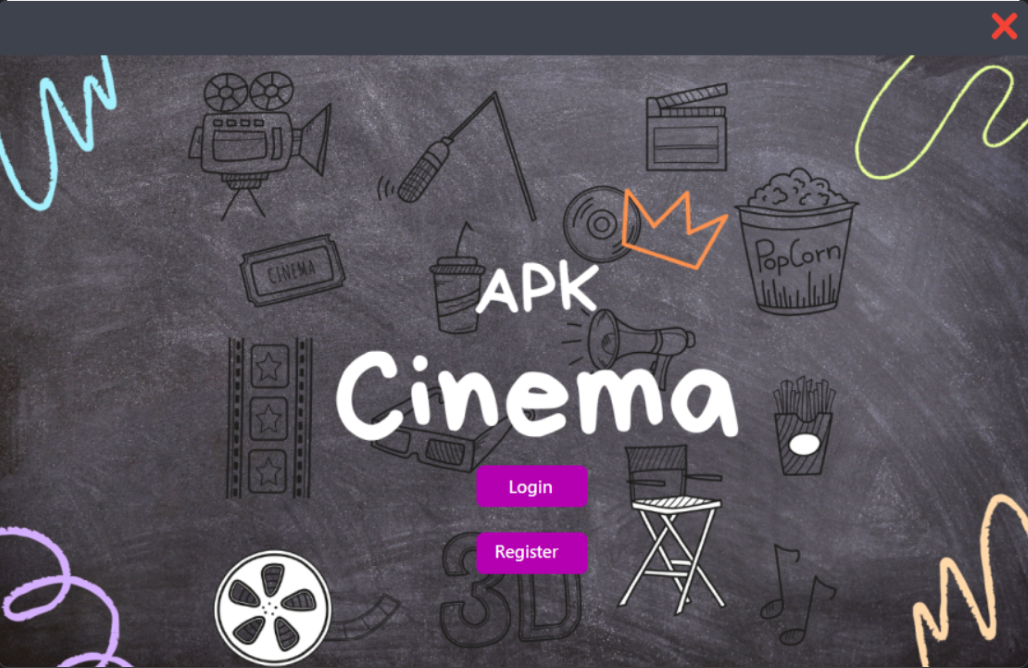 PopCorn
CINEMA
APK
Cinema
Login
Register
3D